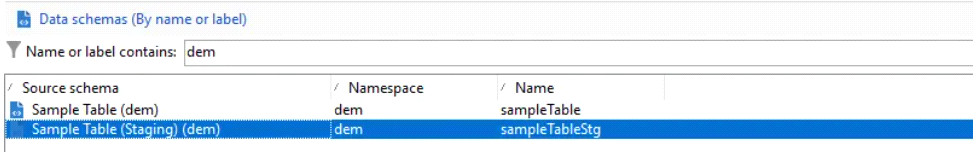 Data schemas (By name or label)
Name or label contains: dem
Source schema Namespace Name
Sample Table (dem) dem sampleTable
Sample Table (Staging) (dem) dem sampleTableStg